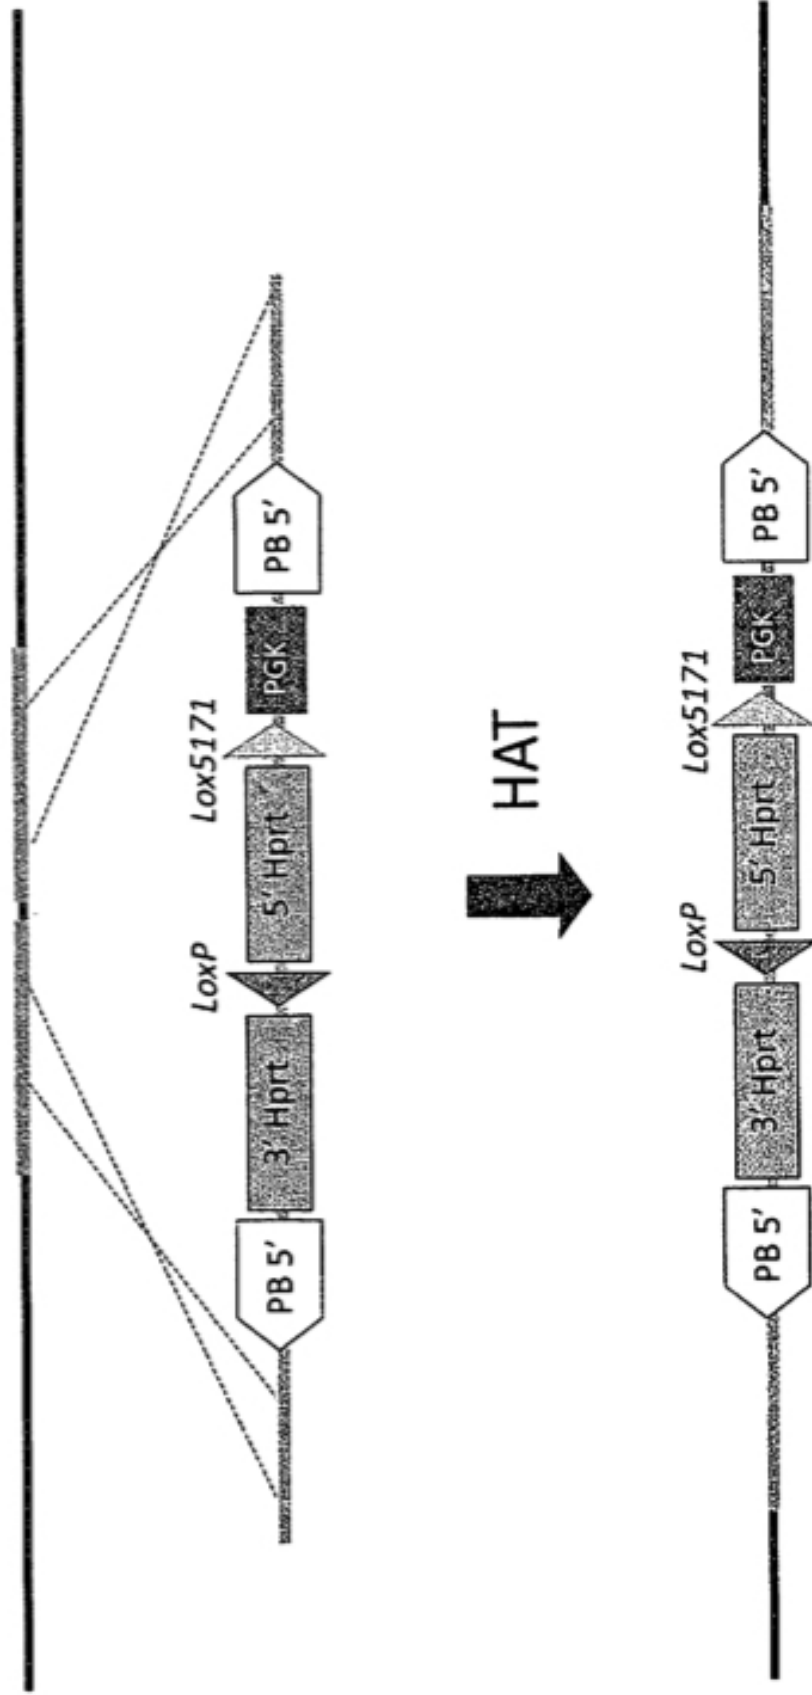 Lox5171
LoxP
PB 5'
PGK
5' Hprt
3' Hprt
PB 5'
HAT
Lox5171
LoxP
PB 5'
PGK
5' Hprt
3' Hprt
PB 5'